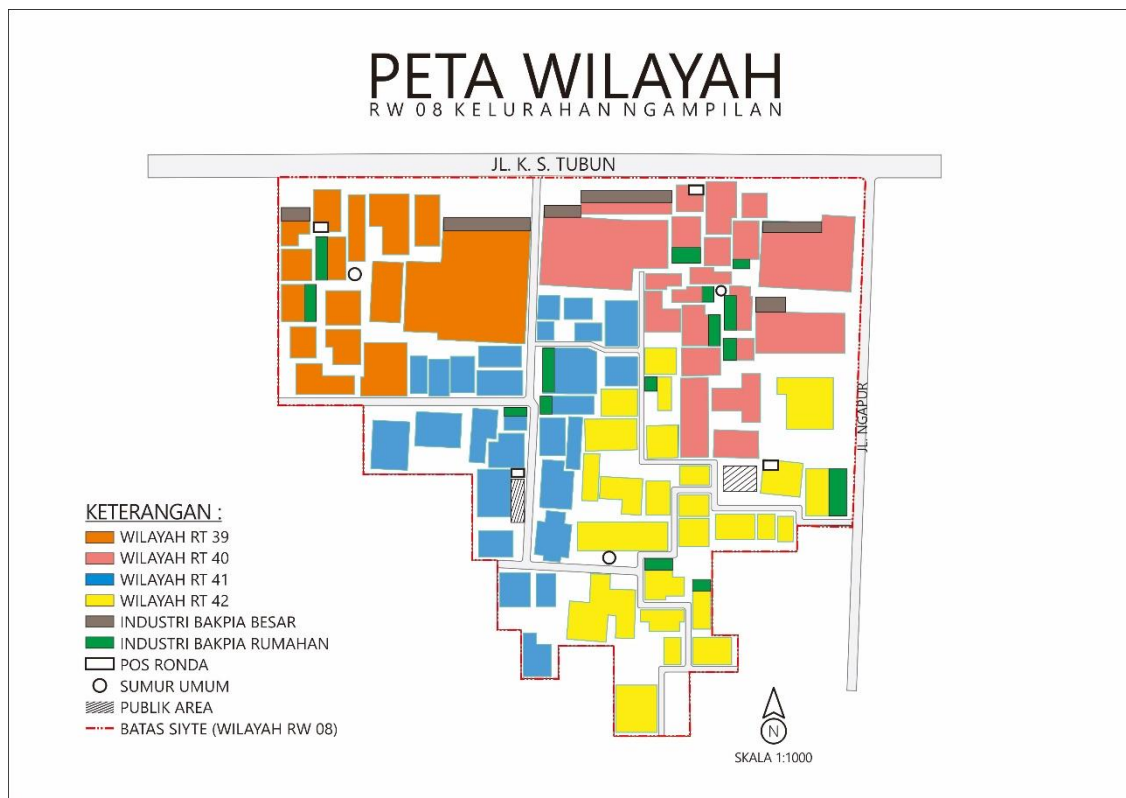 PETA WILAYAH
RW 08 KELURAHAN NGAMPILAN
JL. K. S. TUBUN
JL. NGAPUR
KETERANGAN :
WILAYAH RT 39
WILAYAH RT 40
WILAYAH RT 41
WILAYAH RT 42
INDUSTRI BAKPIA BESAR
INDUSTRI BAKPIA RUMAHAN
POS RONDA
SUMUR UMUM
PUBLIK AREA
BATAS SIYTE (WILAYAH RW 08)
N
SKALA 1:1000